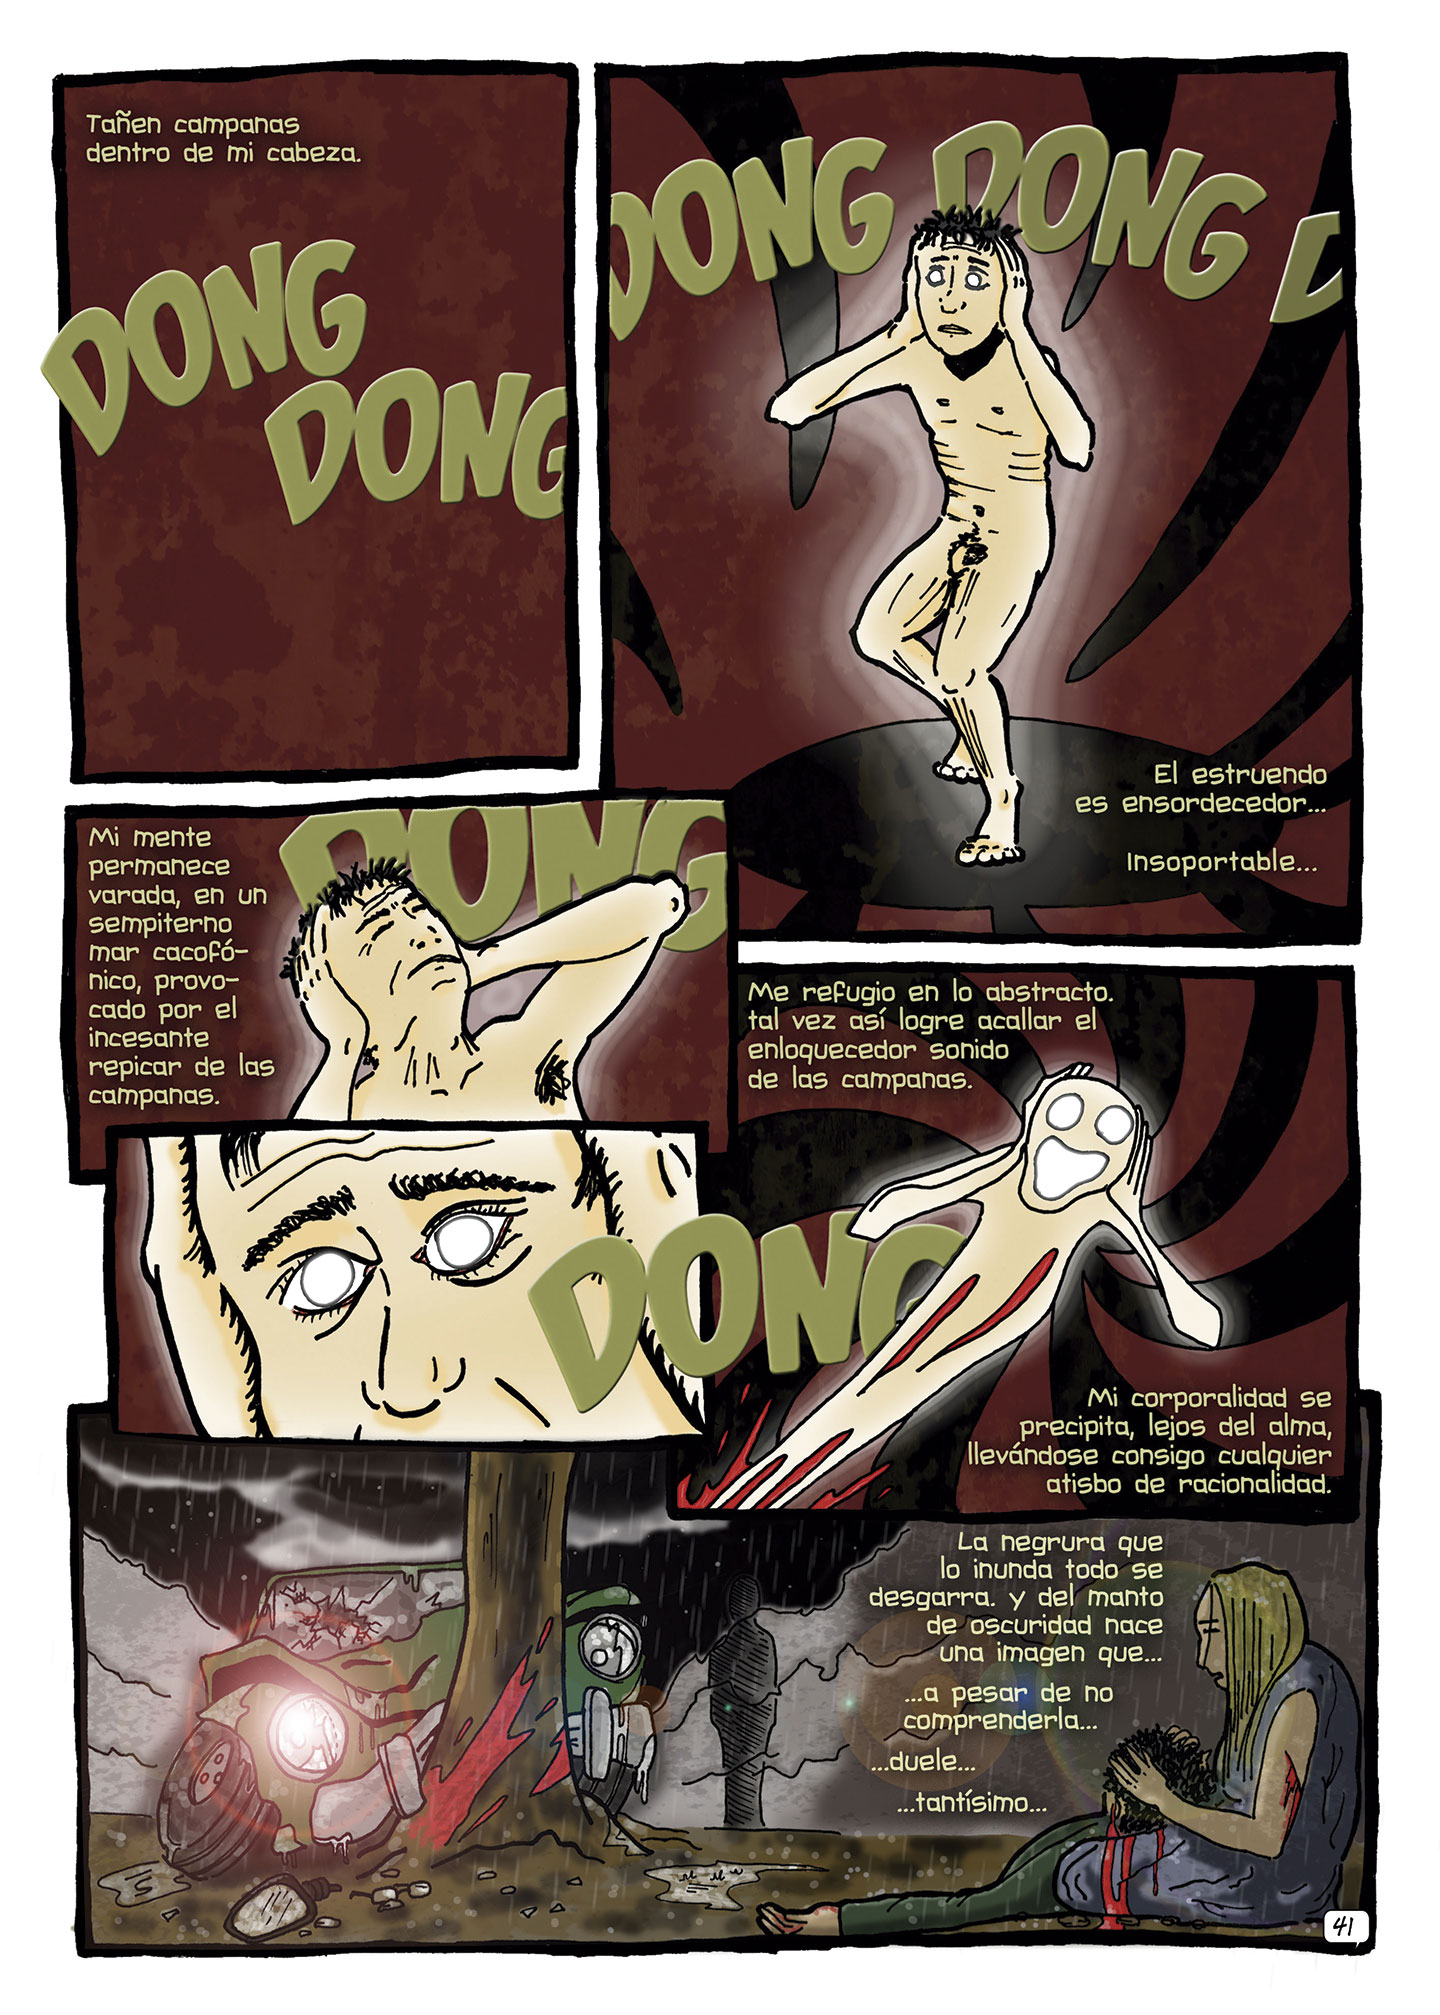 Tañen campanas
dentro de mi cabeza.
DONG
DONG
DONG DONG D
El estruendo
es ensordecedor...
Insoportable...
Mi mente
permanece
varada, en un
sempiterno
mar cacofó-
nico, provo-
cado por el
incesante
repicar de las
campanas.
DONG
Me refugio en lo abstracto.
tal vez así logre acallar el
enloquecedor sonido
de las campanas.
DONG
Mi corporalidad se
precipita, lejos del alma,
llevándose consigo cualquier
atisbo de racionalidad.
La negrura que
lo inunda todo se
desgarra. y del manto
de oscuridad nace
una imagen que...
...a pesar de no
comprenderla...
...duele...
...tantísimo...
41